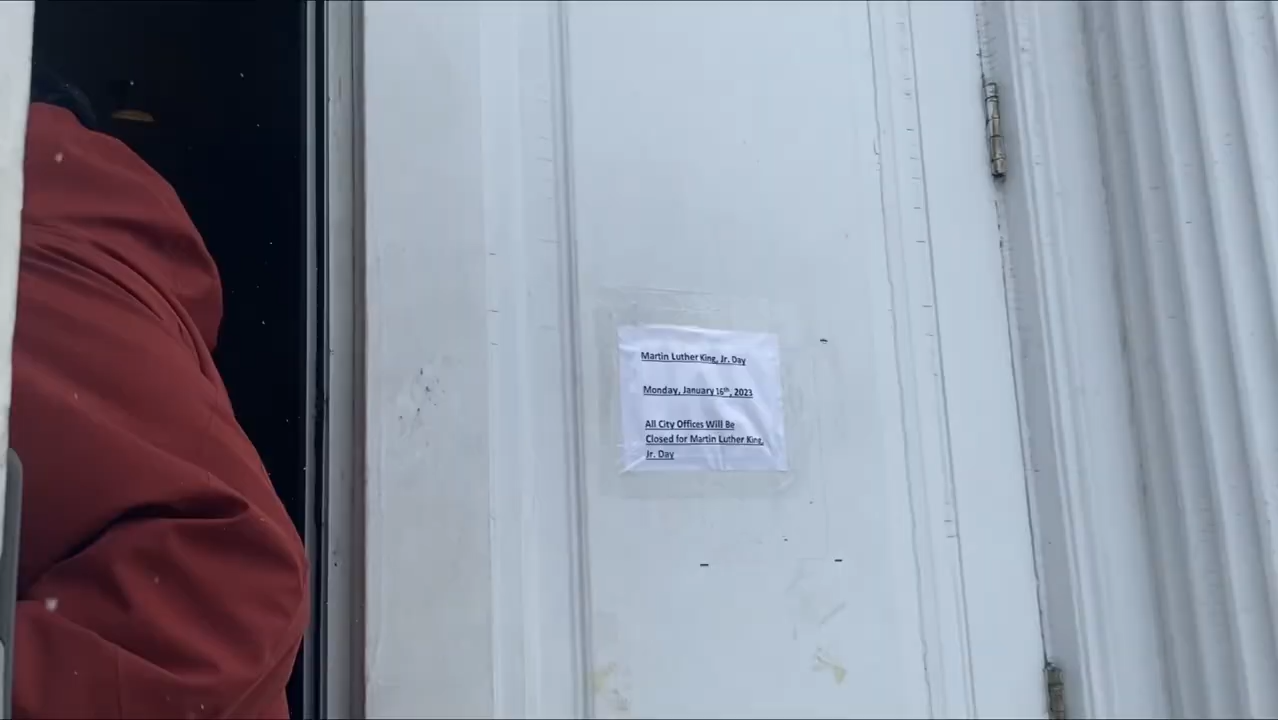 Martin Luther King, Jr. Day
Monday, January 16th, 2023
All City Offices Will Be
Closed for Martin Luther King,
Jr. Day